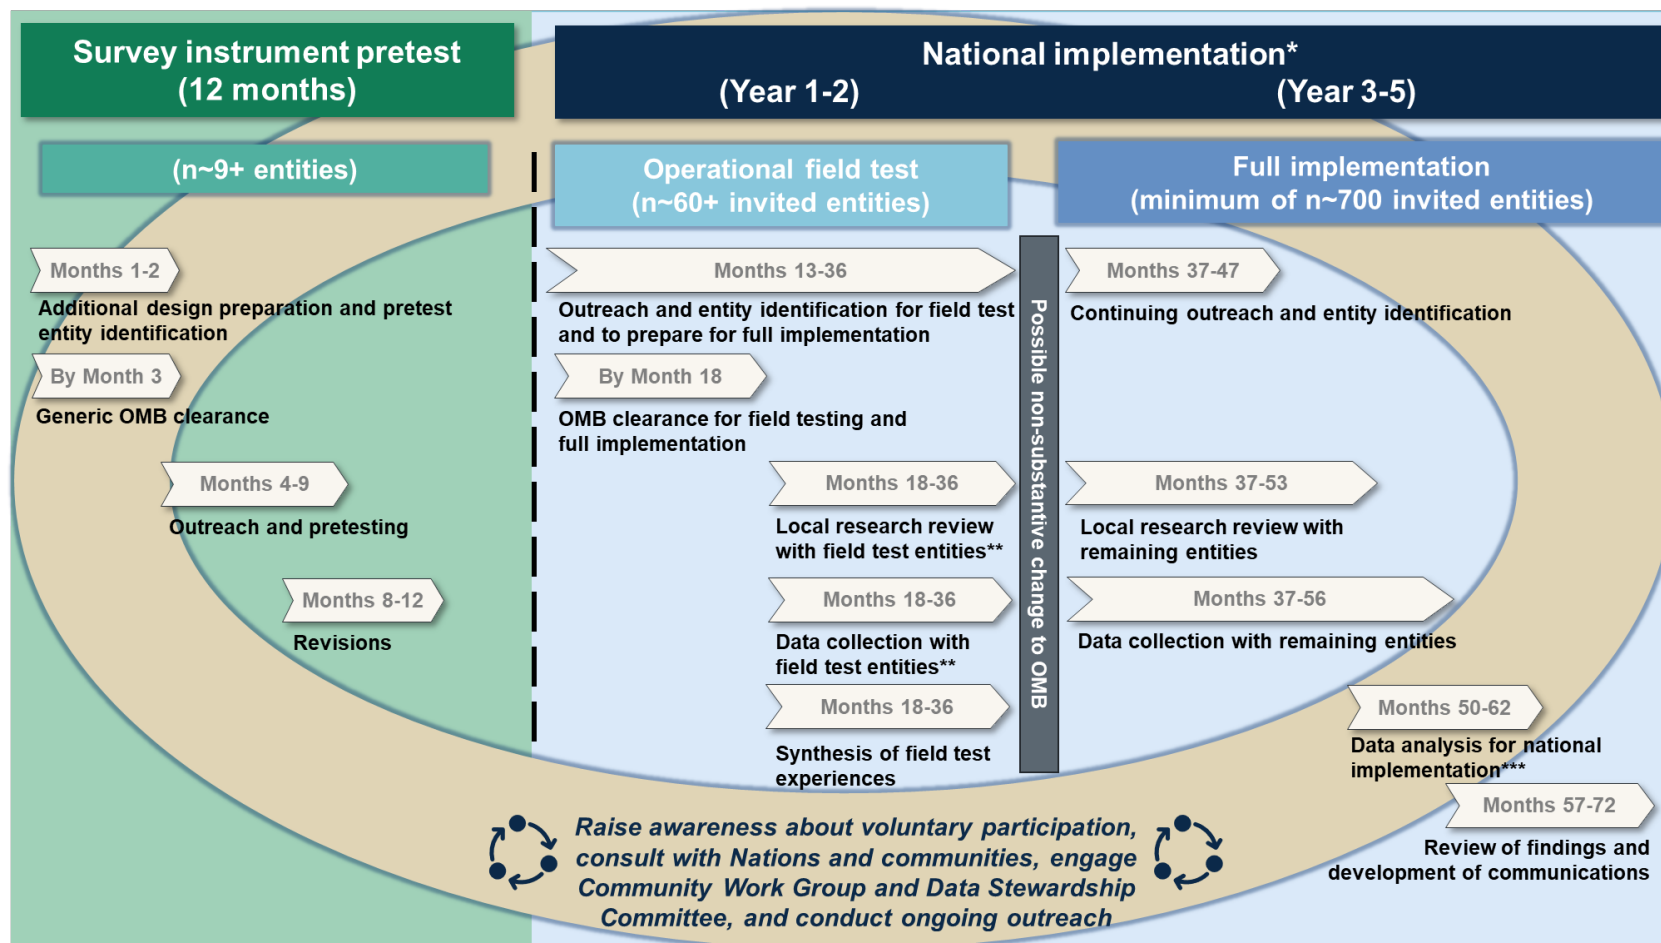 Survey instrument pretest
(12 months)
National implementation*
(Year 1-2)
(Year 3-5)
(n~9+ entities)
Operational field test
(n~60+ invited entities)
Full implementation
(minimum of n~700 invited entities)
Months 1-2
Additional design preparation and pretest
entity identification
By Month 3
Generic OMB clearance
Months 4-9
Outreach and pretesting
Months 8-12
Revisions
Months 13-36
Outreach and entity identification for field test
and to prepare for full implementation
By Month 18
OMB clearance for field testing and
full implementation
Months 18-36
Local research review
with field test entities**
Months 18-36
Data collection with
field test entities**
Months 18-36
Synthesis of field test
experiences
Possible non-substantive change to OMB
Months 37-47
Continuing outreach and entity identification
Months 37-53
Local research review with
remaining entities
Months 37-56
Data collection with remaining entities
Months 50-62
Data analysis for national
implementation***
Months 57-72
Review of findings and
development of communications
Raise awareness about voluntary participation,
consult with Nations and communities, engage
Community Work Group and Data Stewardship
Committee, and conduct ongoing outreach